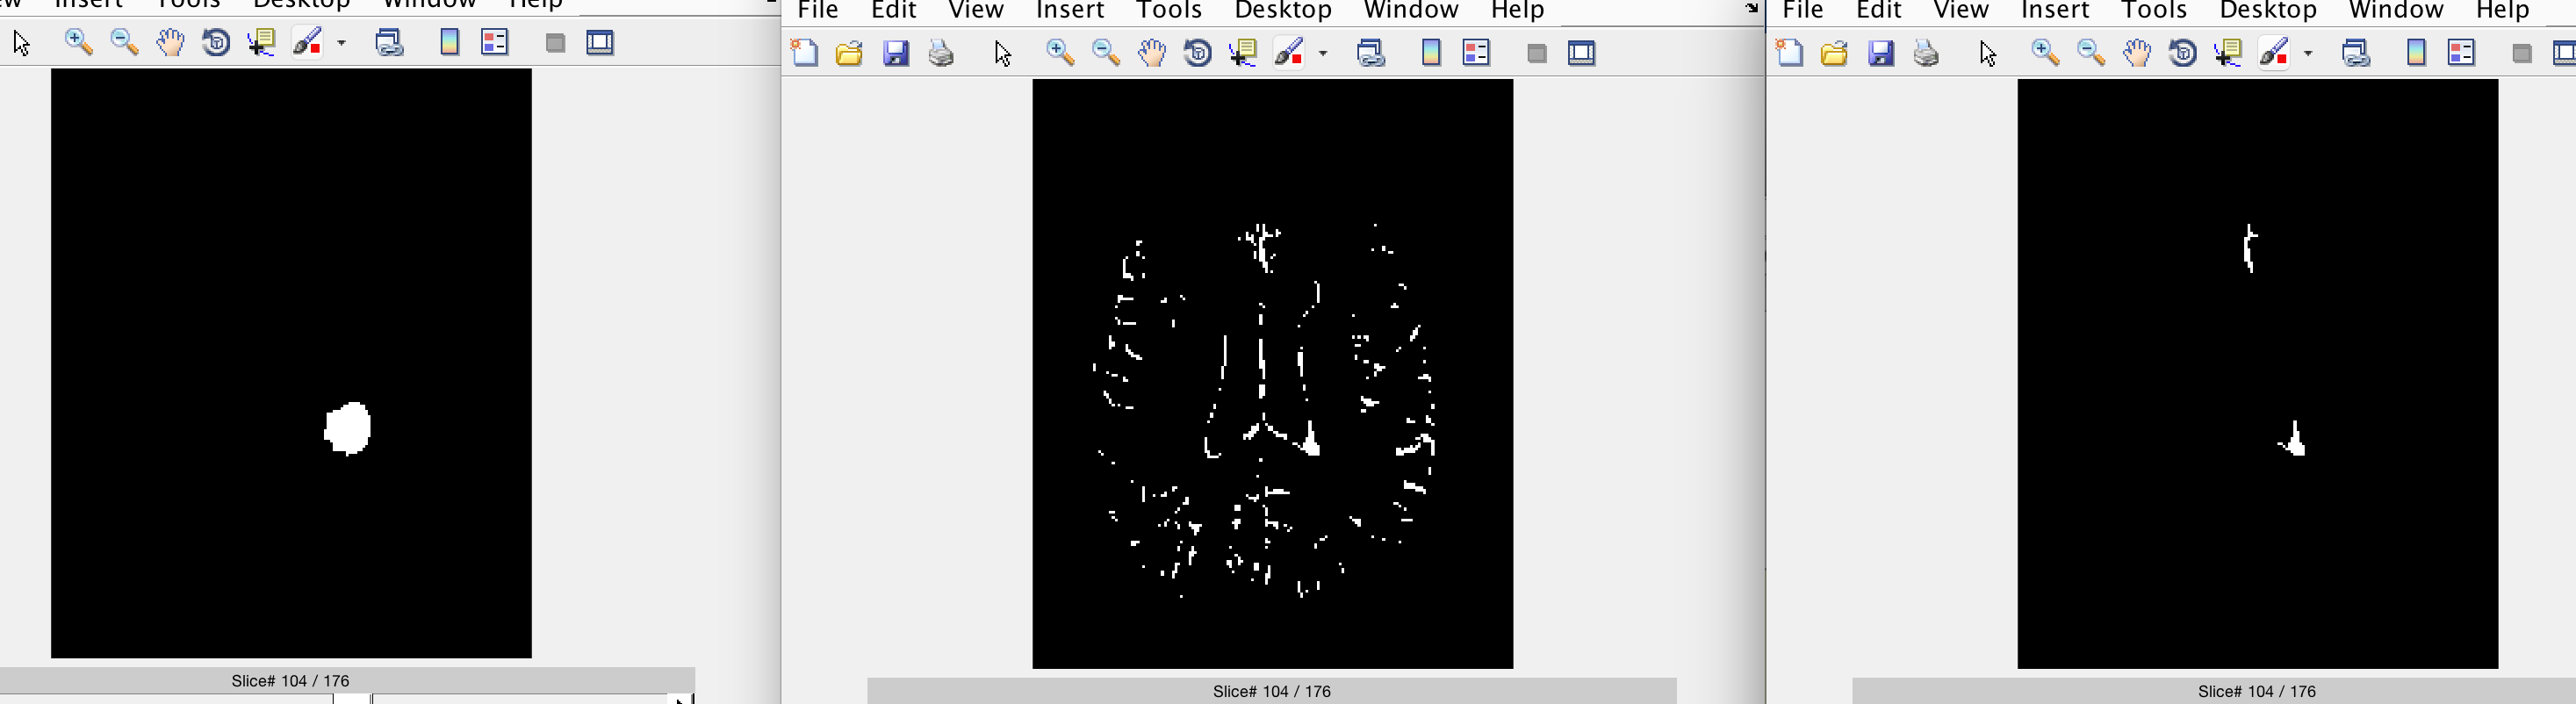 Insert Tools Desktop Window Help
File Edit View Insert Tools Desktop Window Help
File Edit View Insert Tools Desktop Window Help
Slice# 104 / 176
Slice# 104 / 176
Slice# 104 / 176